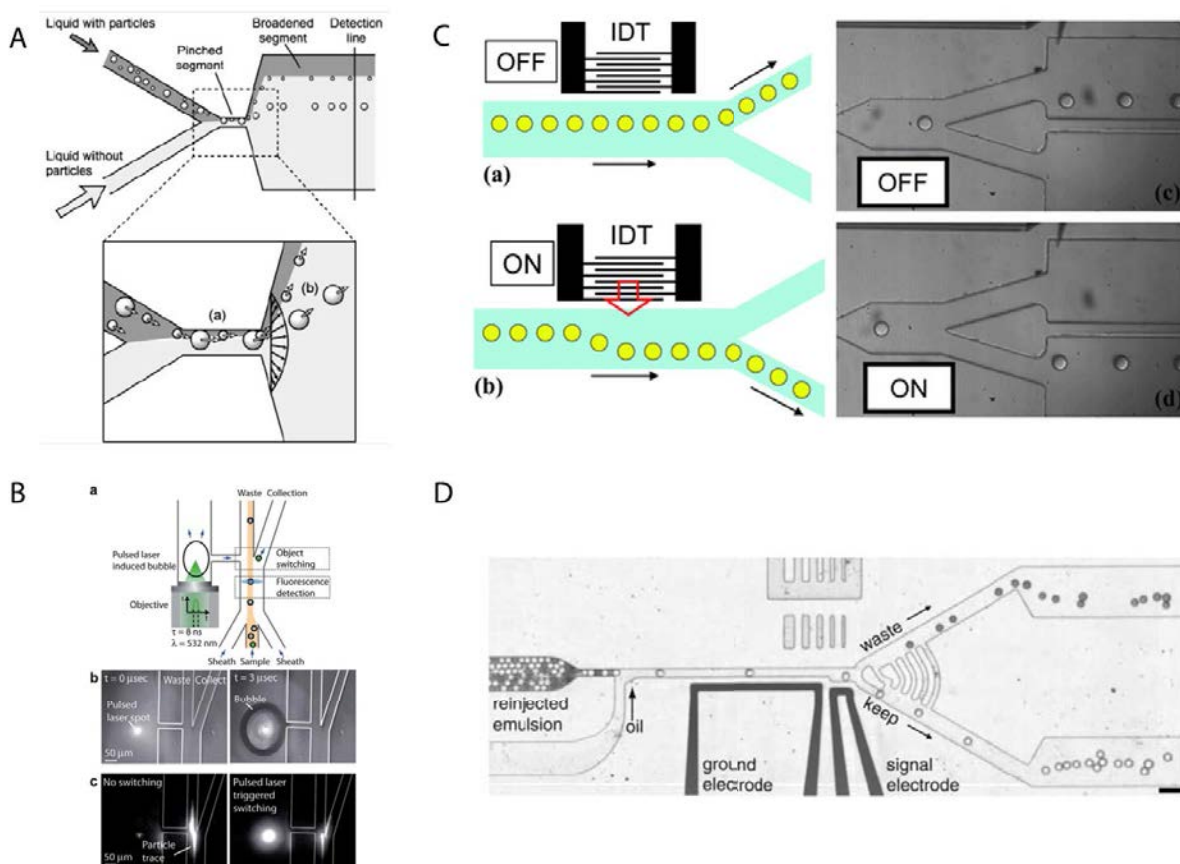 A
Liquid with particles
Pinched
segment
Broadened
segment
Detection
line
Liquid without
particles
(a)
(b)
B
a
Waste Collection
Pulsed laser
induced bubble
Object
switching
Fluorescence
detection
Objective
τ = 8 ns
λ = 532 nm
Sheath Sample Sheath
b
t = 0 μsec
Waste
Collect
Pulsed
laser spot
50 μm
t = 3 μsec
Bubble
c
No switching
Particle
trace
50 μm
Pulsed laser
triggered
switching
C
OFF
IDT
(a)
ON
IDT
(b)
OFF
(c)
ON
(d)
D
reinjected
emulsion
oil
waste
keep
ground
electrode
signal
electrode